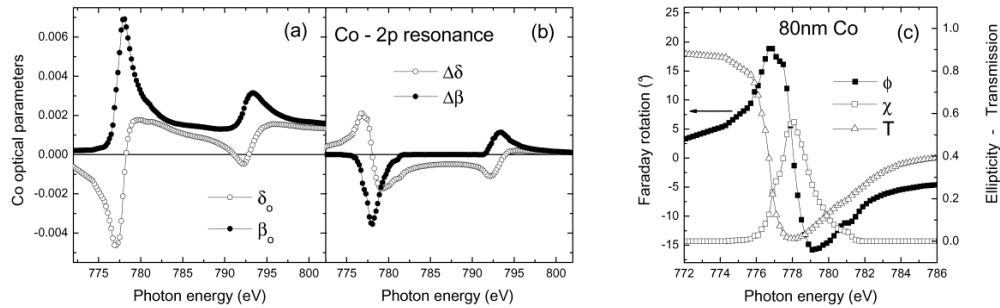 0.006
0.004
0.002
0.000
-0.002
-0.004
Co optical parameters
(a)
δo
βo
775 780 785 790 795 800
Photon energy (eV)
Co - 2p resonance
(b)
Δδ
Δβ
775 780 785 790 795 800
Photon energy (eV)
80nm Co
(c)
25
20
15
10
5
0
-5
-10
-15
Faraday rotation (°)
ϕ
χ
T
1.0
0.8
0.6
0.4
0.2
0.0
Ellipticity - Transmission
772 774 776 778 780 782 784 786
Photon energy (eV)